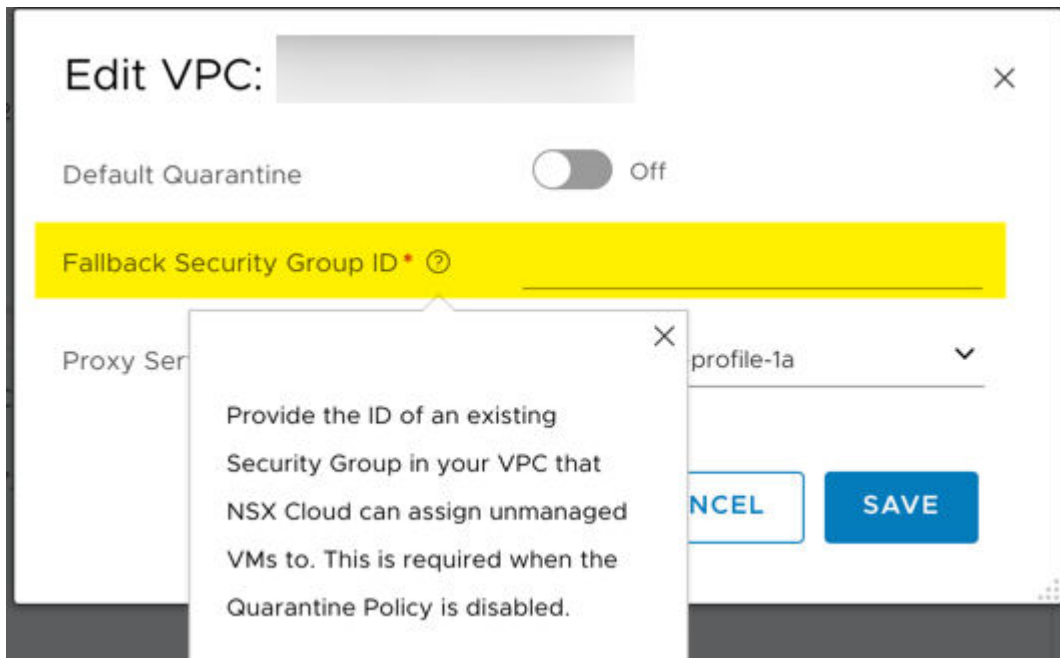 Edit VPC:
Default Quarantine
Off
Fallback Security Group ID*
Proxy Ser
profile-1a
Provide the ID of an existing
Security Group in your VPC that
NSX Cloud can assign unmanaged
VMs to. This is required when the
Quarantine Policy is disabled.
NCEL
SAVE